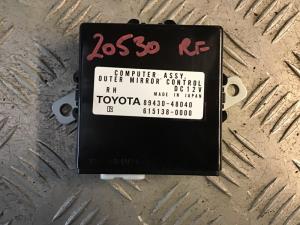 20530 RF
COMPUTER ASSY,
OUTER MIRROR CONTROL
RH DC12V
MADE IN JAPAN
TOYOTA 89430-48040
615138-0000